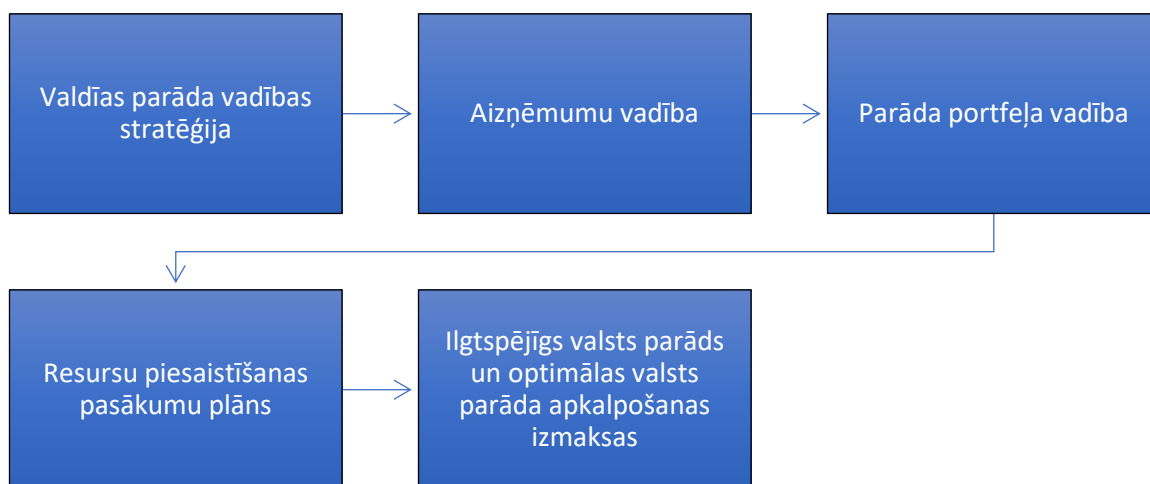 Valdīas parāda vadības
stratēģija
Aizņēmumu vadība
Parāda portfeļa vadība
Resursu piesaistīšanas
pasākumu plāns
Ilgtspējīgs valsts parāds
un optimālas valsts
parāda apkalpošanas
izmaksas